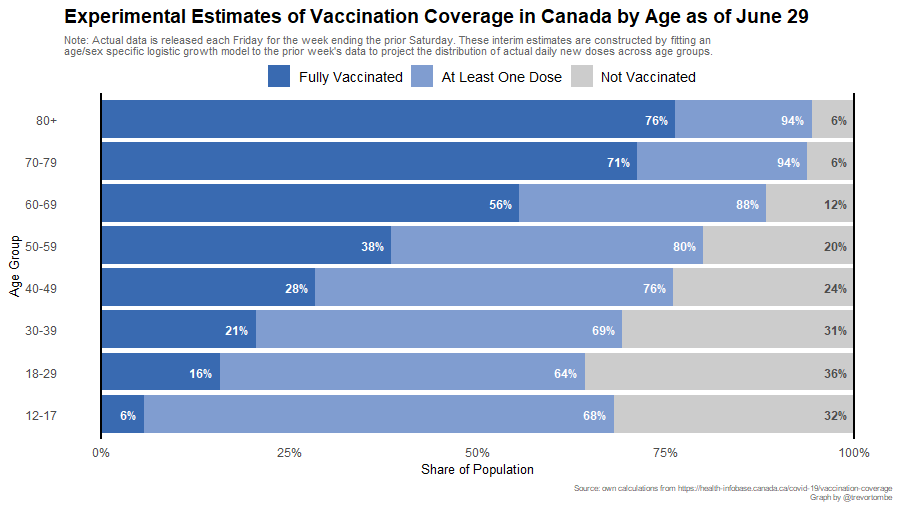 Experimental Estimates of Vaccination Coverage in Canada by Age as of June 29
Note: Actual data is released each Friday for the week ending the prior Saturday. These interim estimates are constructed by fitting an
age/sex specific logistic growth model to the prior week's data to project the distribution of actual daily new doses across age groups.
Fully Vaccinated At Least One Dose Not Vaccinated
80+ 76% 94% 6%
70-79 71% 94% 6%
60-69 56% 88% 12%
50-59 38% 80% 20%
40-49 28% 76% 24%
30-39 21% 69% 31%
18-29 16% 64% 36%
12-17 6% 68% 32%
Age Group
0% 25% 50% 75% 100%
Share of Population
Source: own calculations from https://health-infobase.canada.ca/covid-19/vaccination-coverage
Graph by @trevortombe